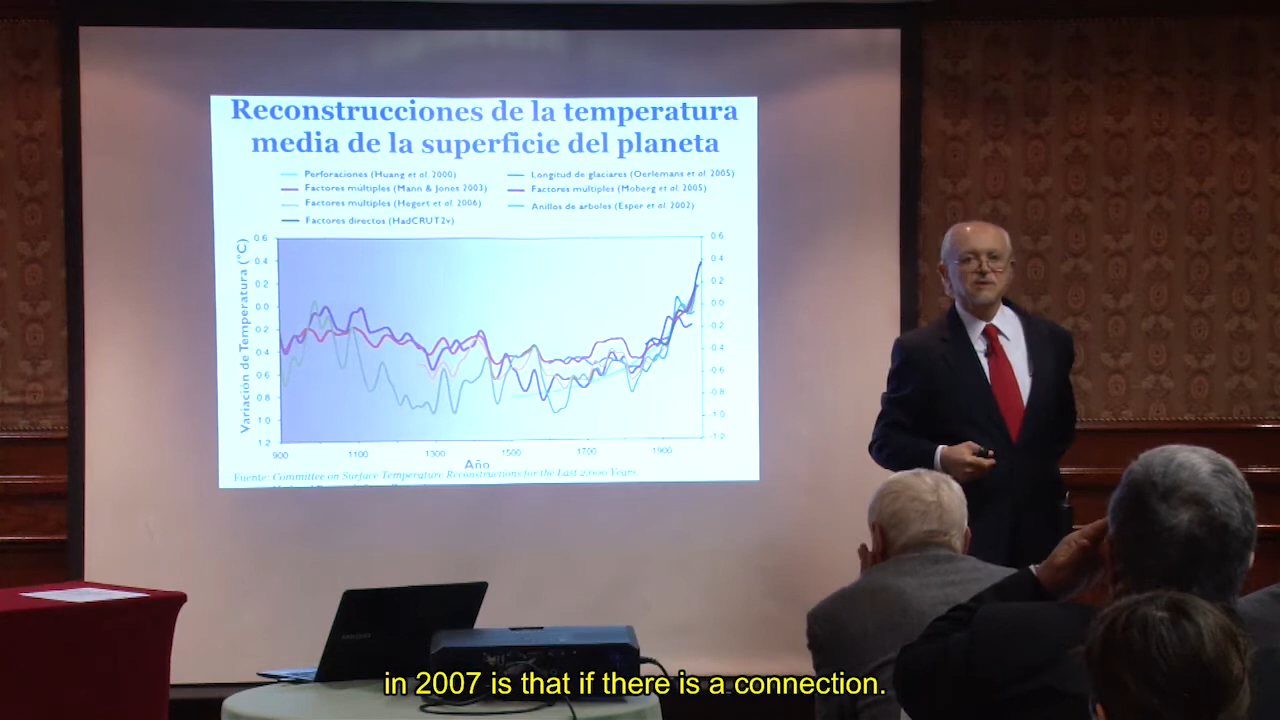 Reconstrucciones de la temperatura
media de la superficie del planeta
Perforaciones (Huang et al. 2000)
Factores múltiples (Mann & Jones 2003)
Factores múltiples (Hegert et al. 2006)
Factores directos (HadCRUT2v)
Longitud de glaciares (Oerlemans et al. 2005)
Factores múltiples (Moberg et al. 2005)
Anillos de árboles (Esper et al. 2002)
Variación de Temperatura (°C)
0.6
0.4
0.2
0.0
0.2
0.4
0.6
0.8
1.0
1.2
0.6
0.4
0.2
0.0
-0.2
-0.4
-0.6
-0.8
-1.0
-1.2
900 1100 1300 1500 1700 1900
Año
Fuente: Committee on Surface Temperature Reconstructions for the Last 2,000 Years,
in 2007 is that if there is a connection.